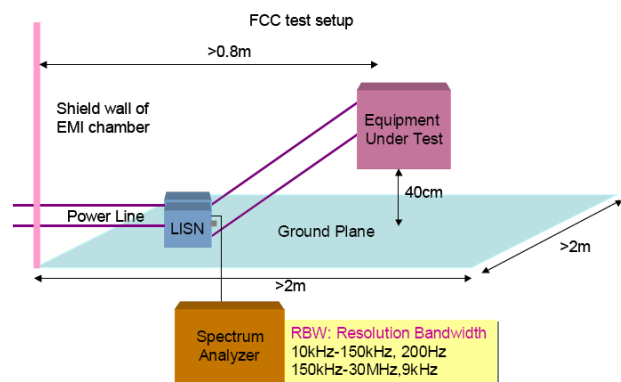 FCC test setup
>0.8m
Shield wall of
EMI chamber
Equipment
Under Test
40cm
Power Line
LISN
Ground Plane
>2m
>2m
Spectrum
Analyzer
RBW: Resolution Bandwidth
10kHz-150kHz, 200Hz
150kHz-30MHz,9kHz